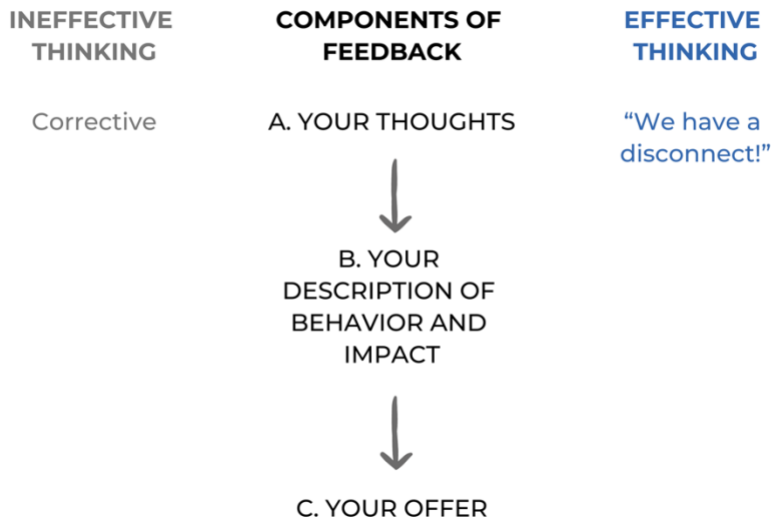 INEFFECTIVE
THINKING
COMPONENTS OF
FEEDBACK
EFFECTIVE
THINKING
Corrective
A. YOUR THOUGHTS
“We have a
disconnect!”
B. YOUR
DESCRIPTION OF
BEHAVIOR AND
IMPACT
C. YOUR OFFER